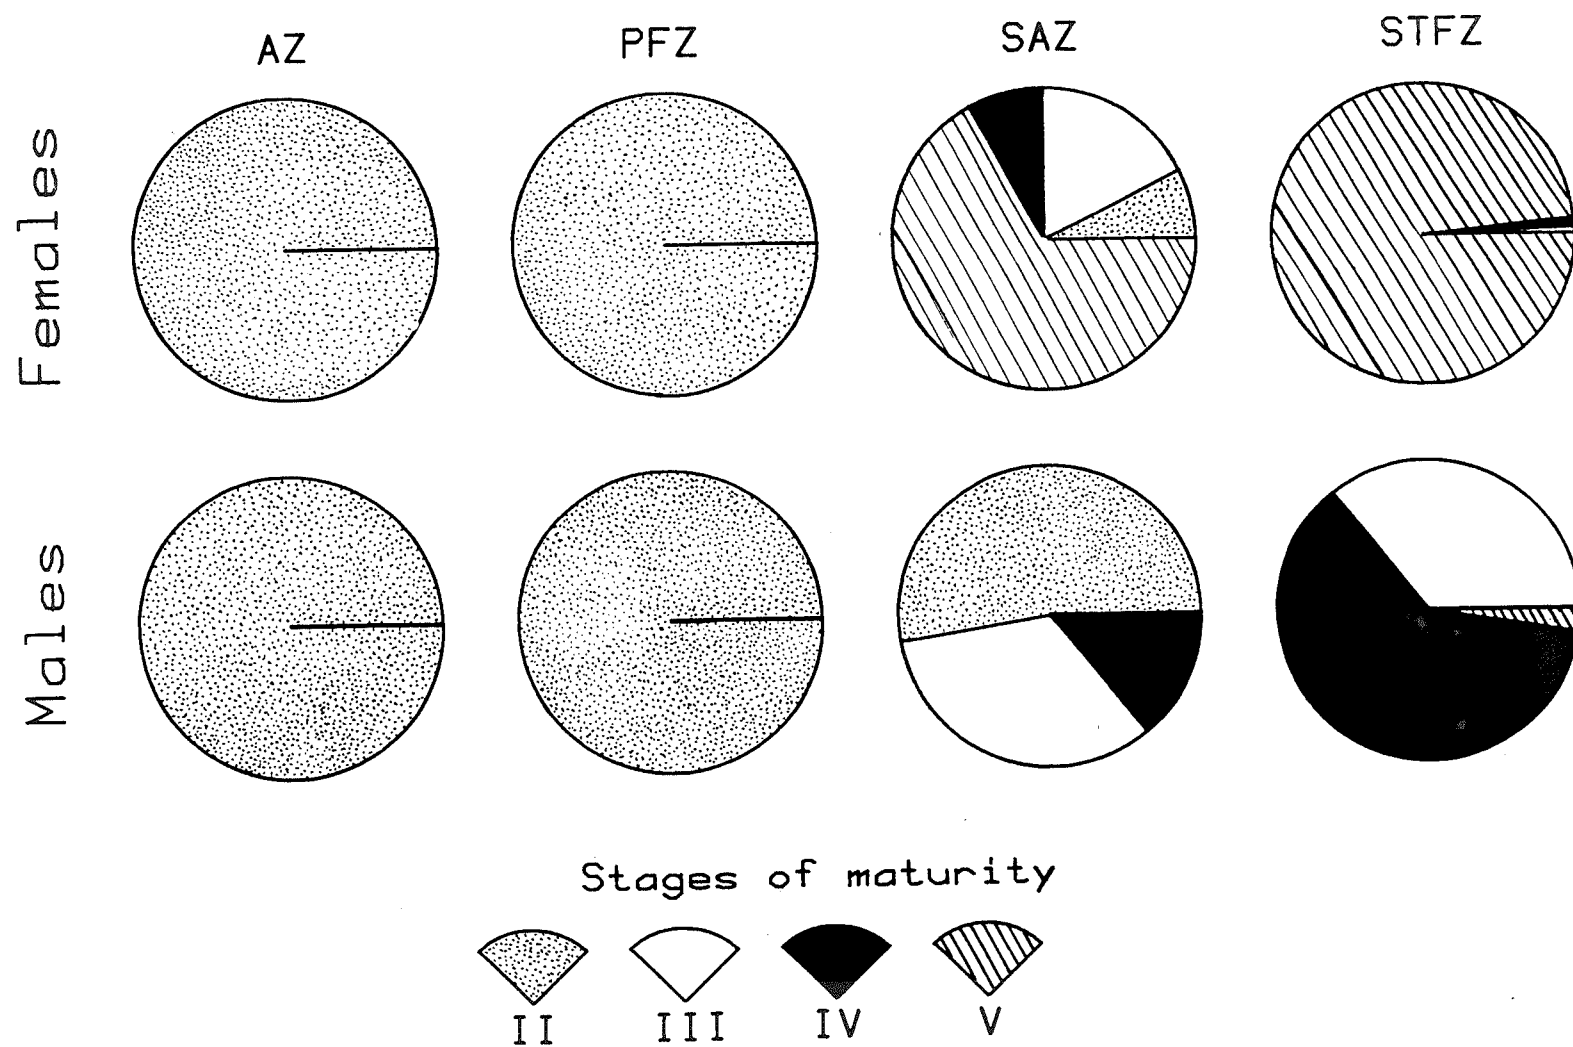 AZ PFZ SAZ STFZ
Females
Males
Stages of maturity
II III IV V